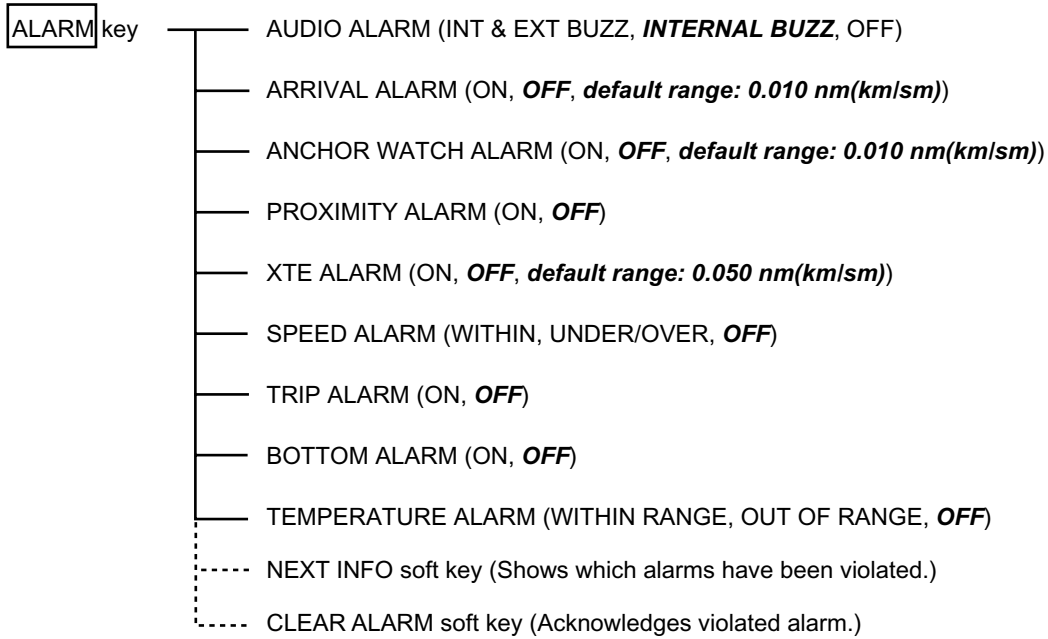 ALARM key
AUDIO ALARM (INT & EXT BUZZ, INTERNAL BUZZ, OFF)
ARRIVAL ALARM (ON, OFF, default range: 0.010 nm(km/sm))
ANCHOR WATCH ALARM (ON, OFF, default range: 0.010 nm(km/sm))
PROXIMITY ALARM (ON, OFF)
XTE ALARM (ON, OFF, default range: 0.050 nm(km/sm))
SPEED ALARM (WITHIN, UNDER/OVER, OFF)
TRIP ALARM (ON, OFF)
BOTTOM ALARM (ON, OFF)
TEMPERATURE ALARM (WITHIN RANGE, OUT OF RANGE, OFF)
NEXT INFO soft key (Shows which alarms have been violated.)
CLEAR ALARM soft key (Acknowledges violated alarm.)